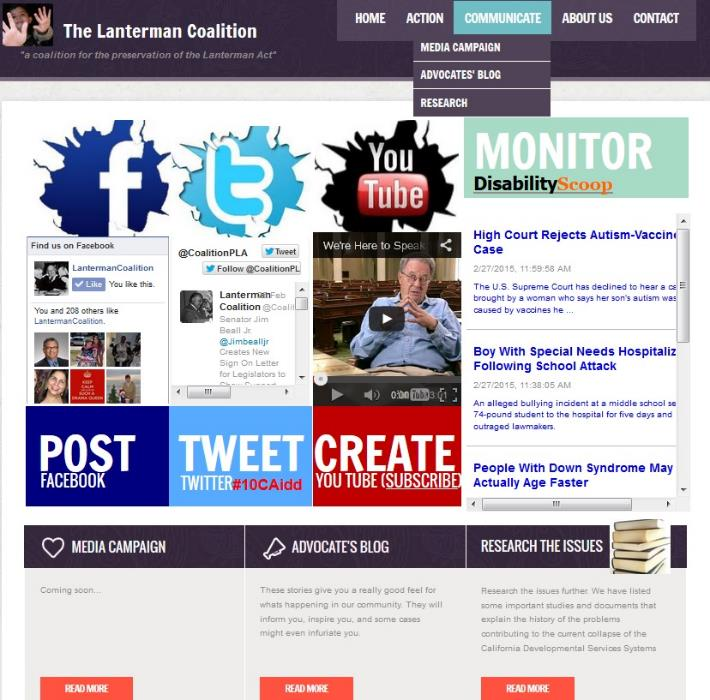 The Lanterman Coalition
"a coalition for the preservation of the Lanterman Act"
HOME ACTION COMMUNICATE ABOUT US CONTACT
MEDIA CAMPAIGN
ADVOCATES' BLOG
RESEARCH
You
Tube
MONITOR
DisabilityScoop
Find us on Facebook
LantermanCoalition
Like You like this.
You and 208 others like
LantermanCoalition.
@CoalitionPLA Tweet
Follow @CoalitionPL
Lanterman
Coalition
Feb
Senator Jim
Beall Jr.
@Jimbealljr
Creates New
Sign On Letter
for Legislators to
We're Here to Speak
High Court Rejects Autism-Vaccine
Case
2/27/2015, 11:59:58 AM
The U.S. Supreme Court has declined to hear a ca
brought by a woman who says her son's autism was
caused by vaccines he ...
Boy With Special Needs Hospitaliz
Following School Attack
2/27/2015, 11:38:05 AM
An alleged bullying incident at a middle school se
74-pound student to the hospital for five days and
outraged lawmakers.
People With Down Syndrome May
Actually Age Faster
POST
FACEBOOK
TWEET
TWITTER#10CAidd
CREATE
YOU TUBE (SUBSCRIBE)
MEDIA CAMPAIGN
Coming soon...
READ MORE
ADVOCATE'S BLOG
These stories give you a really good feel for
whats happening in our community. They will
inform you, inspire you, and some cases
might even infuriate you.
READ MORE
RESEARCH THE ISSUES
Research the issues further. We have listed
some important studies and documents that
explain the history of the problems
contributing to the current collapse of the
California Developmental Services Systems
READ MORE